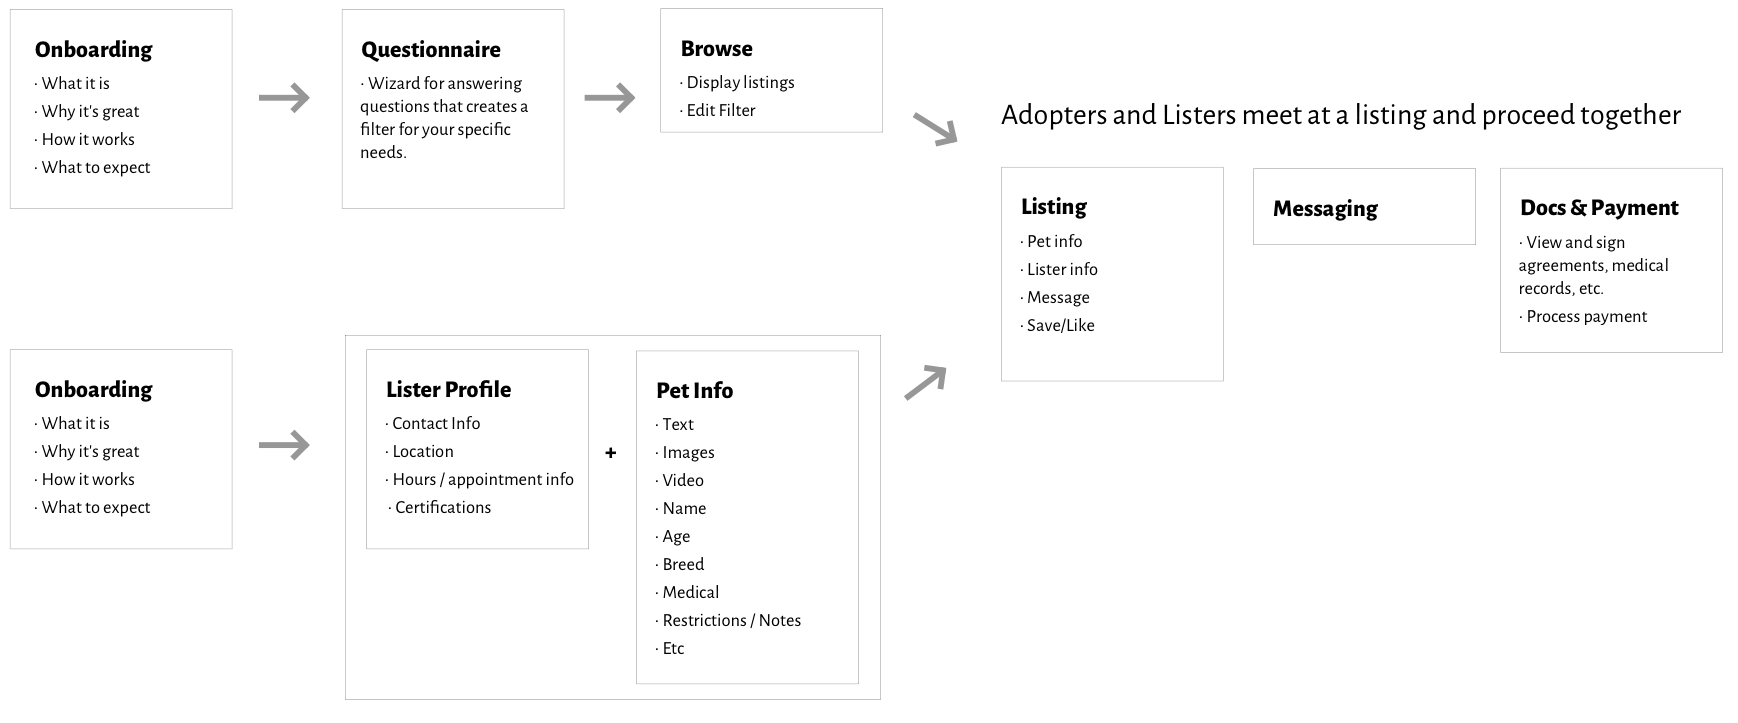 Onboarding
· What it is
· Why it's great
· How it works
· What to expect
Questionnaire
· Wizard for answering
questions that creates a
filter for your specific
needs.
Browse
· Display listings
· Edit Filter
Adopters and Listers meet at a listing and proceed together
Listing
· Pet info
· Lister info
· Message
· Save/Like
Messaging
Docs & Payment
· View and sign
agreements, medical
records, etc.
· Process payment
Onboarding
· What it is
· Why it's great
· How it works
· What to expect
Lister Profile
· Contact Info
· Location
· Hours / appointment info
· Certifications
+
Pet Info
· Text
· Images
· Video
· Name
· Age
· Breed
· Medical
· Restrictions / Notes
· Etc